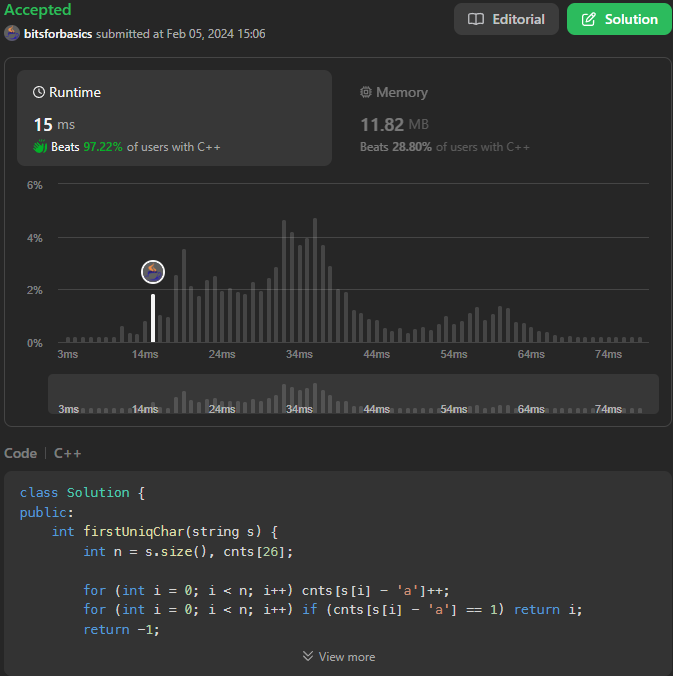 Accepted
Editorial
Solution
bitsforbasics submitted at Feb 05, 2024 15:06
Runtime
Memory
15 ms
11.82 MB
Beats 97.22% of users with C++
Beats 28.80% of users with C++
6%
4%
2%
0%
3ms 14ms 24ms 34ms 44ms 54ms 64ms 74ms
3ms 14ms 24ms 34ms 44ms 54ms 64ms 74ms
Code | C++
class Solution {
public:
    int firstUniqChar(string s) {
        int n = s.size(), cnts[26];
        for (int i = 0; i < n; i++) cnts[s[i] - 'a']++;
        for (int i = 0; i < n; i++) if (cnts[s[i] - 'a'] == 1) return i;
        return -1;
View more